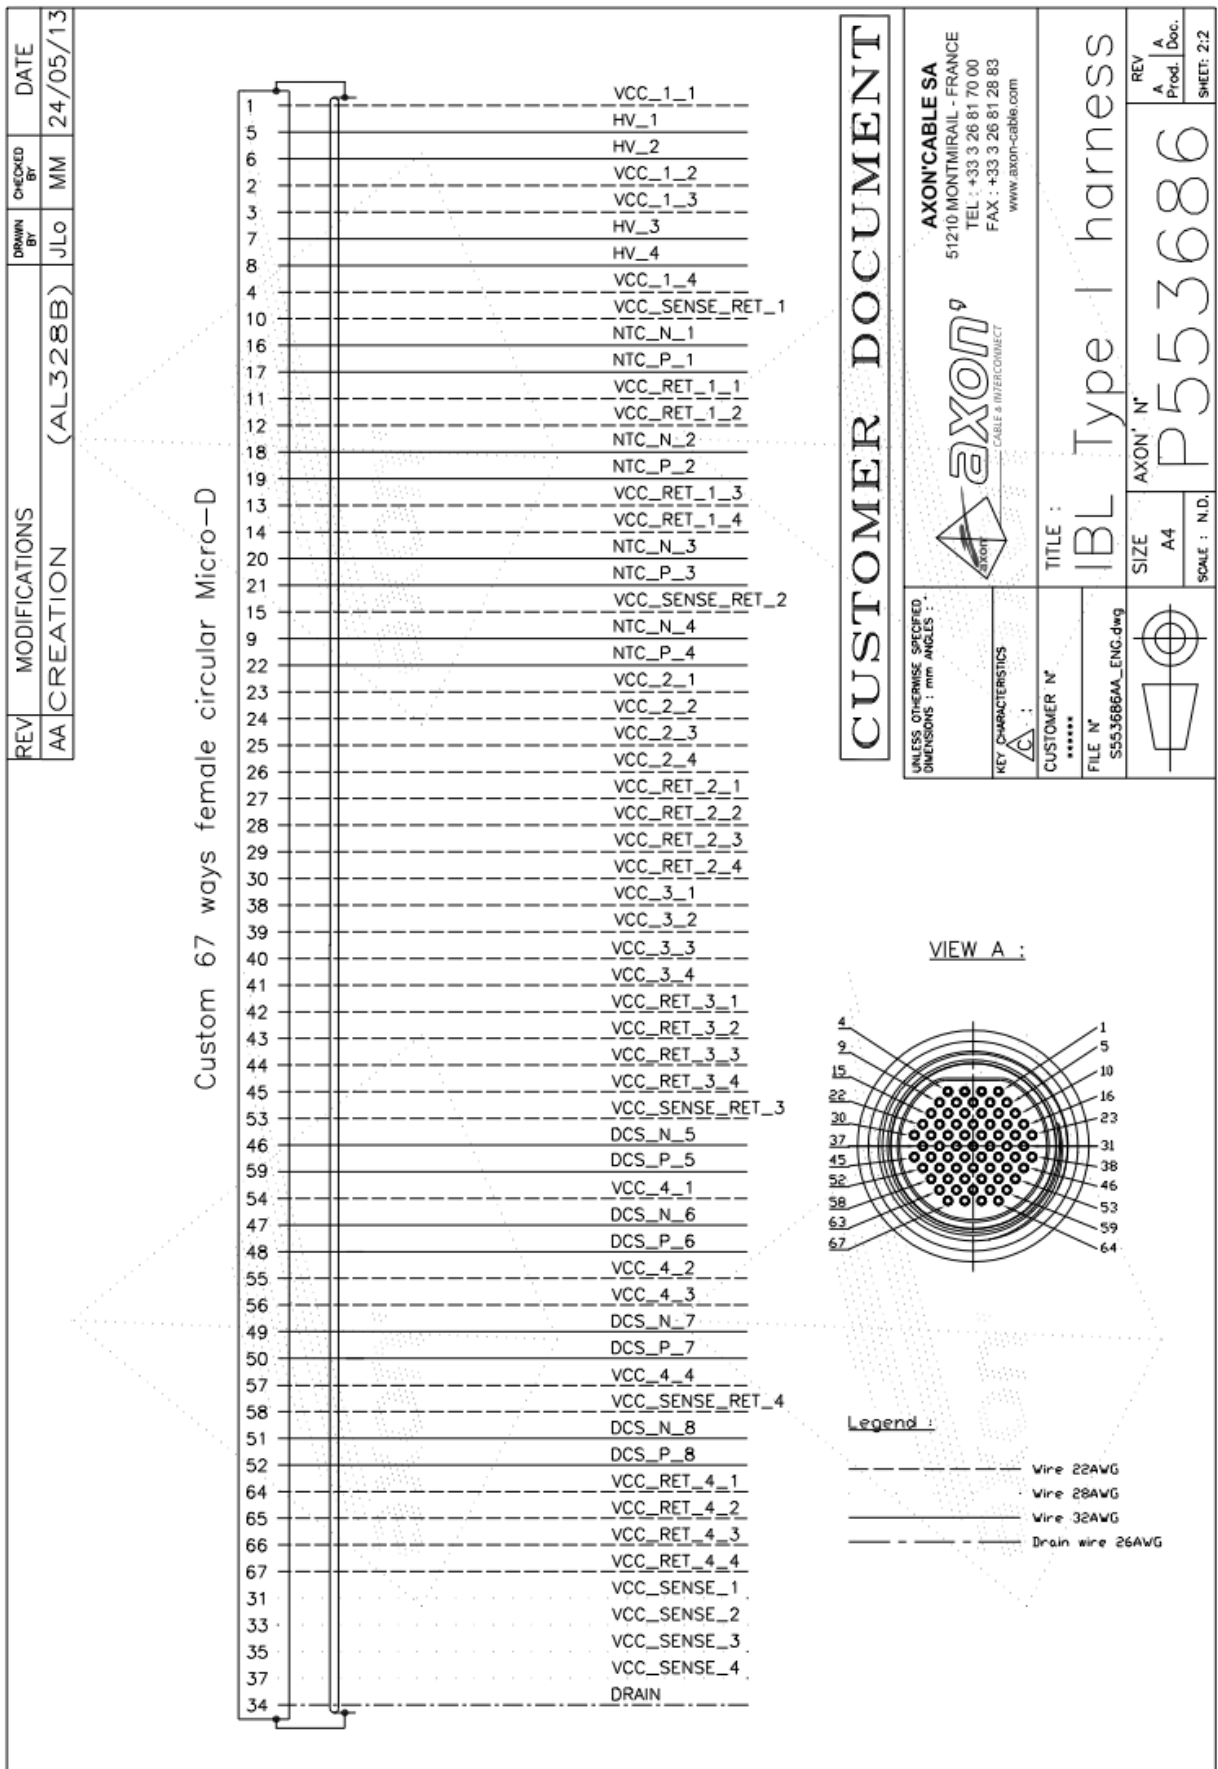 REV MODIFICATIONS DRAWN BY CHECKED BY DATE
AA CREATION (AL328B) JLo MM 24/05/13
Custom 67 ways female circular Micro-D
1 VCC_1_1
5 HV_1
6 HV_2
2 VCC_1_2
3 VCC_1_3
7 HV_3
8 HV_4
4 VCC_1_4
10 VCC_SENSE_RET_1
16 NTC_N_1
17 NTC_P_1
11 VCC_RET_1_1
12 VCC_RET_1_2
18 NTC_N_2
19 NTC_P_2
13 VCC_RET_1_3
14 VCC_RET_1_4
20 NTC_N_3
21 NTC_P_3
15 VCC_SENSE_RET_2
9 NTC_N_4
22 NTC_P_4
23 VCC_2_1
24 VCC_2_2
25 VCC_2_3
26 VCC_2_4
27 VCC_RET_2_1
28 VCC_RET_2_2
29 VCC_RET_2_3
30 VCC_RET_2_4
38 VCC_3_1
39 VCC_3_2
40 VCC_3_3
41 VCC_3_4
42 VCC_RET_3_1
43 VCC_RET_3_2
44 VCC_RET_3_3
45 VCC_RET_3_4
53 VCC_SENSE_RET_3
46 DCS_N_5
59 DCS_P_5
54 VCC_4_1
47 DCS_N_6
48 DCS_P_6
55 VCC_4_2
56 VCC_4_3
49 DCS_N_7
50 DCS_P_7
57 VCC_4_4
58 VCC_SENSE_RET_4
51 DCS_N_8
52 DCS_P_8
64 VCC_RET_4_1
65 VCC_RET_4_2
66 VCC_RET_4_3
67 VCC_RET_4_4
31 VCC_SENSE_1
33 VCC_SENSE_2
35 VCC_SENSE_3
37 VCC_SENSE_4
34 DRAIN
CUSTOMER DOCUMENT
UNLESS OTHERWISE SPECIFIED
DIMENSIONS : mm ANGLES : °
KEY CHARACTERISTICS
C :
CUSTOMER N°
******
FILE N°
S553686AA_ENG.dwg
axon
axon'
CABLE & INTERCONNECT
AXON'CABLE SA
51210 MONTMIRAIL - FRANCE
TEL : +33 3 26 81 70 00
FAX : +33 3 26 81 28 83
www.axon-cable.com
TITLE :
IBL Type I harness
SIZE
A4
SCALE : N.D.
AXON' N°
P553686
REV
A A
Prod. Doc.
SHEET: 2:2
VIEW A :
4 1
9 5
15 10
22 16
30 23
37 31
45 38
52 46
58 53
63 59
67 64
Legend :
Wire 22AWG
Wire 28AWG
Wire 32AWG
Drain wire 26AWG